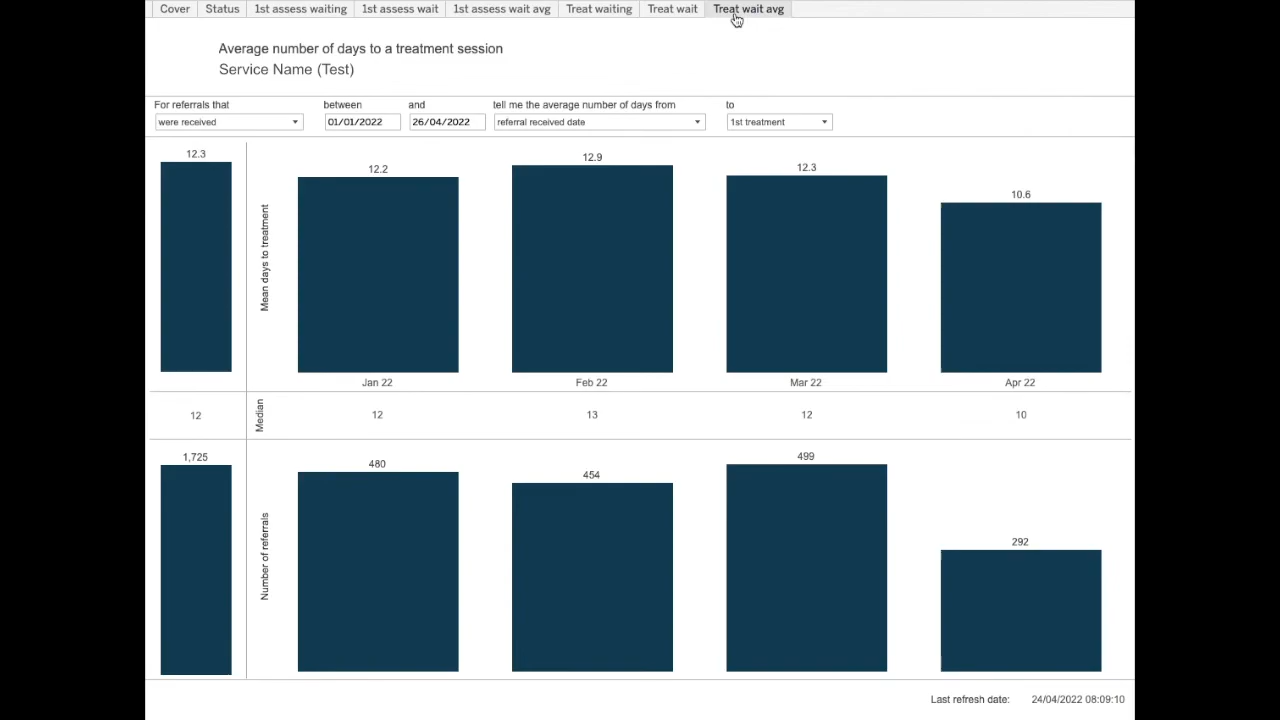 Cover Status 1st assess waiting 1st assess wait 1st assess wait avg Treat waiting Treat wait Treat wait avg
Average number of days to a treatment session
Service Name (Test)
For referrals that between and tell me the average number of days from to
were received 01/01/2022 26/04/2022 referral received date 1st treatment
12.3 12.2 12.9 12.3 10.6
Mean days to treatment
Jan 22 Feb 22 Mar 22 Apr 22
12 Median 12 13 12 10
1,725 480 454 499 292
Number of referrals
Last refresh date: 24/04/2022 08:09:10